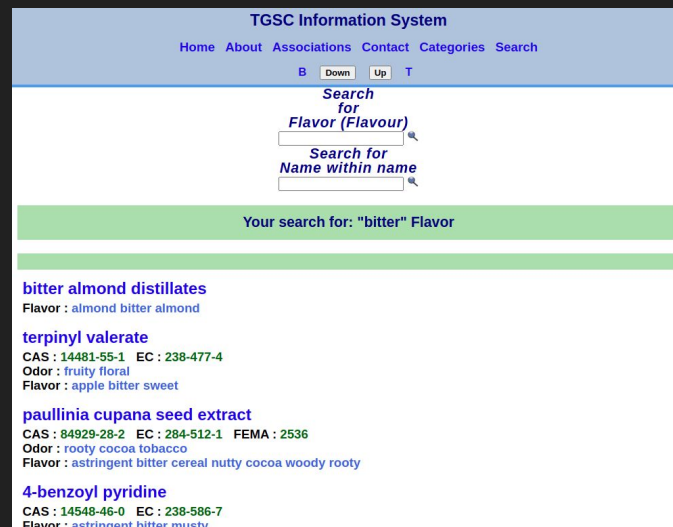 TGSC Information System
Home About Associations Contact Categories Search
B Down Up T
Search
for
Flavor (Flavour)
Search for
Name within name
Your search for: "bitter" Flavor
bitter almond distillates
Flavor : almond bitter almond
terpinyl valerate
CAS : 14481-55-1 EC : 238-477-4
Odor : fruity floral
Flavor : apple bitter sweet
paullinia cupana seed extract
CAS : 84929-28-2 EC : 284-512-1 FEMA : 2536
Odor : rooty cocoa tobacco
Flavor : astringent bitter cereal nutty cocoa woody rooty
4-benzoyl pyridine
CAS : 14548-46-0 EC : 238-586-7
Flavor : astringent bitter musty